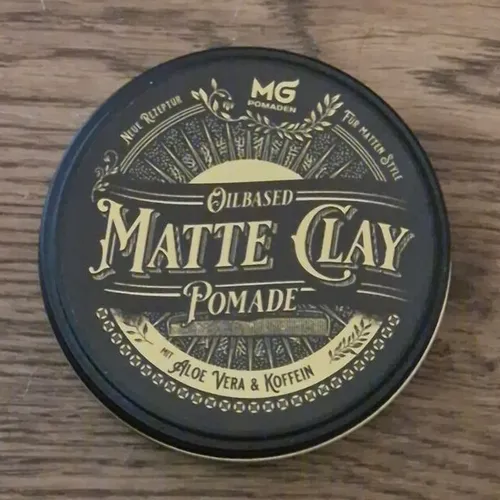 MG
POMADEN
NEUE REZEPTUR
FÜR MATTEN STYLE
OILBASED
MATTE CLAY
POMADE
MIT ALOE VERA & KOFFEIN